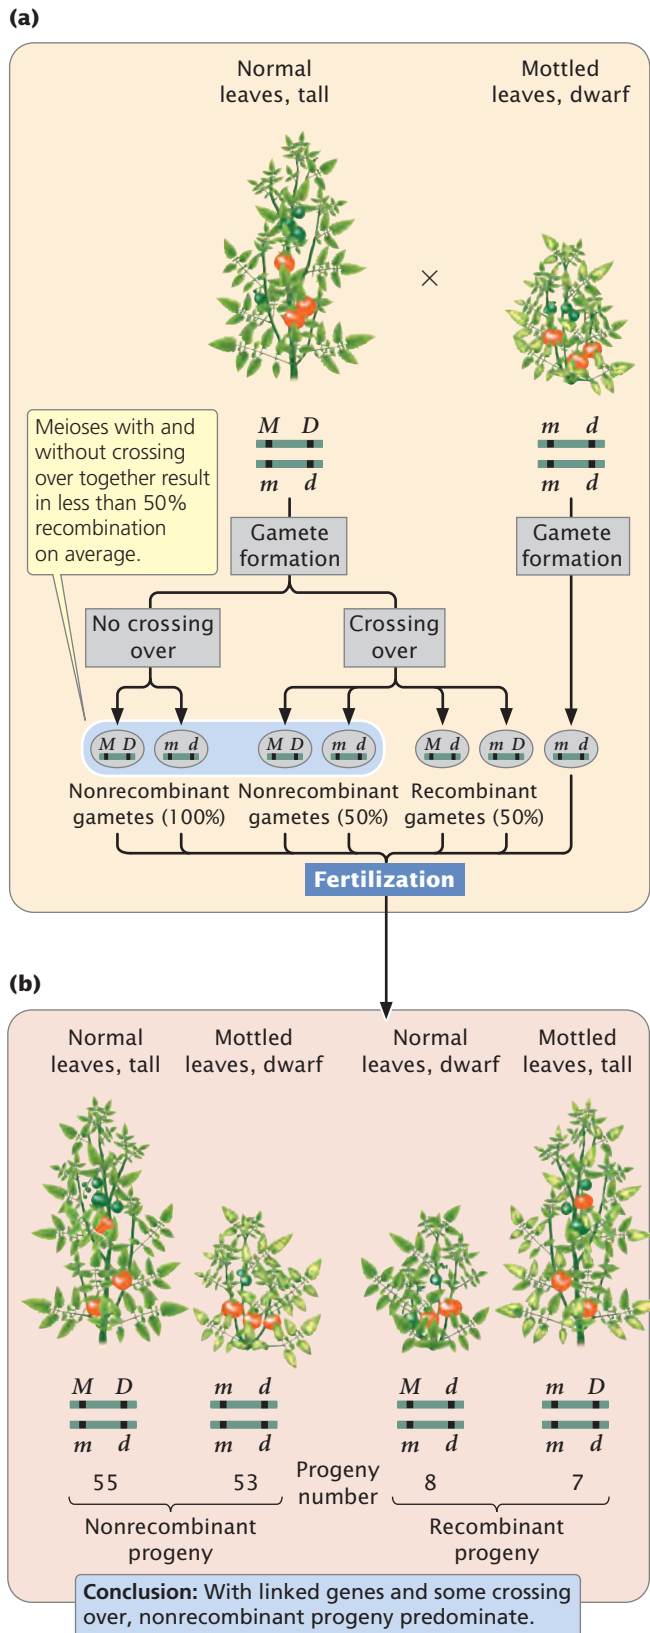 (a)
Normal
leaves, tall
Mottled
leaves, dwarf
×
Meioses with and
without crossing
over together result
in less than 50%
recombination
on average.
M D
m d
m d
m d
Gamete
formation
Gamete
formation
No crossing
over
Crossing
over
M D
m d
M D
m d
M d
m D
m d
Nonrecombinant
gametes (100%)
Nonrecombinant
gametes (50%)
Recombinant
gametes (50%)
Fertilization
(b)
Normal
leaves, tall
Mottled
leaves, dwarf
Normal
leaves, dwarf
Mottled
leaves, tall
M D
m d
m d
m d
M d
m d
m D
m d
55
53
Progeny
number
8
7
Nonrecombinant
progeny
Recombinant
progeny
Conclusion: With linked genes and some crossing
over, nonrecombinant progeny predominate.